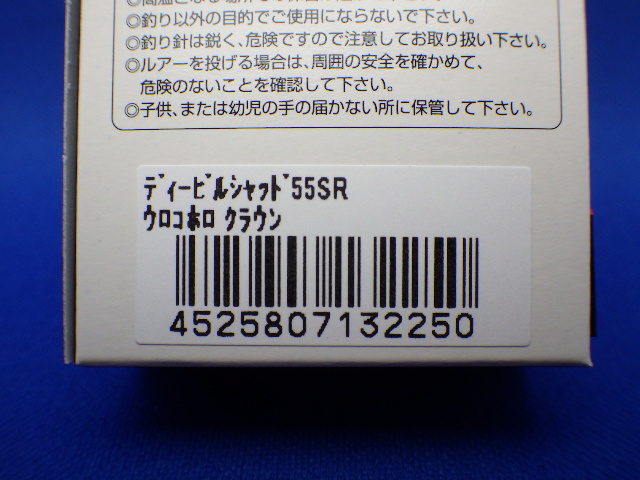 ◎釣り以外の目的でご使用にならないで下さい。
◎釣り針は鋭く、危険ですので注意してお取り扱い下さい。
◎ルアーを投げる場合は、周囲の安全を確かめて、
危険のないことを確認して下さい。
◎子供、または幼児の手の届かない所に保管して下さい。
ﾃﾞｨｰﾋﾞﾙｼｬｯﾄﾞ55SR
ｳﾛｺﾎﾛ ｸﾗｳﾝ
4525807132250